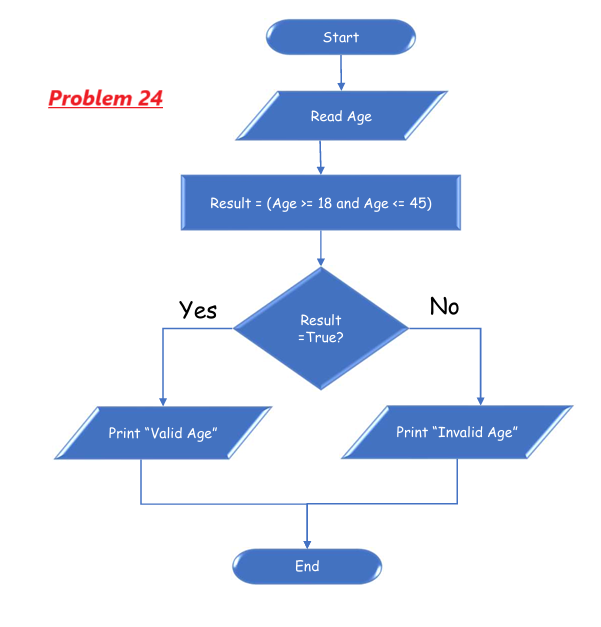 Start
Problem 24
Read Age
Result = (Age >= 18 and Age <= 45)
Yes
No
Result
=True?
Print “Valid Age”
Print “Invalid Age”
End